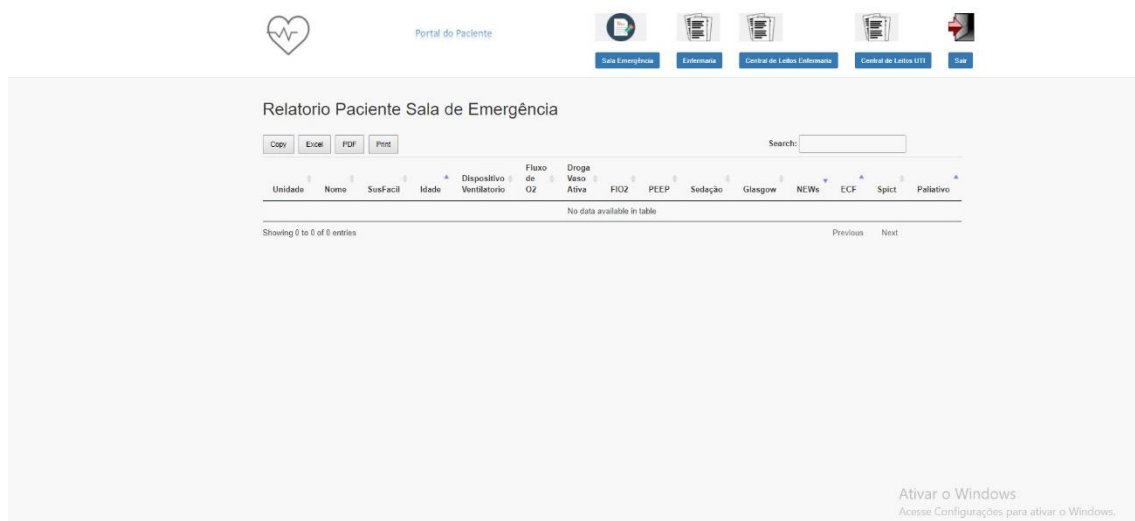 Portal do Paciente
Sala Emergência Enfermaria Central de Leitos Enfermaria Central de Leitos UTI Sair
Relatorio Paciente Sala de Emergência
Copy Excel PDF Print Search:
Unidade Nome SusFacil Idade Dispositivo Ventilatorio Fluxo de O2 Droga Vaso Ativa FIO2 PEEP Sedação Glasgow NEWs ECF Spict Paliativo
No data available in table
Showing 0 to 0 of 0 entries Previous Next
Ativar o Windows
Acesse Configurações para ativar o Windows.